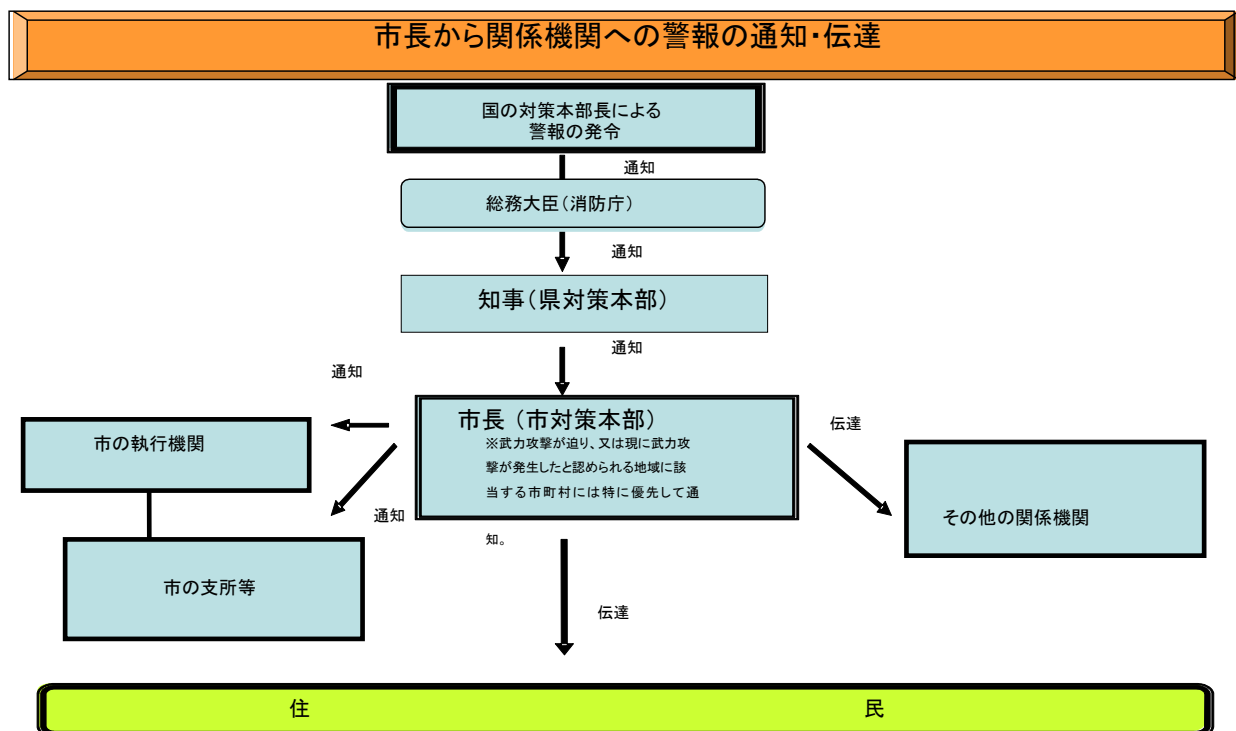 市長から関係機関への警報の通知・伝達
国の対策本部長による
警報の発令
通知
総務大臣（消防庁）
通知
知事（県対策本部）
通知
通知
市長（市対策本部）
※武力攻撃が迫り、又は現に武力攻
撃が発生したと認められる地域に該
当する市町村には特に優先して通
知。
伝達
市の執行機関
通知
その他の関係機関
市の支所等
伝達
住民